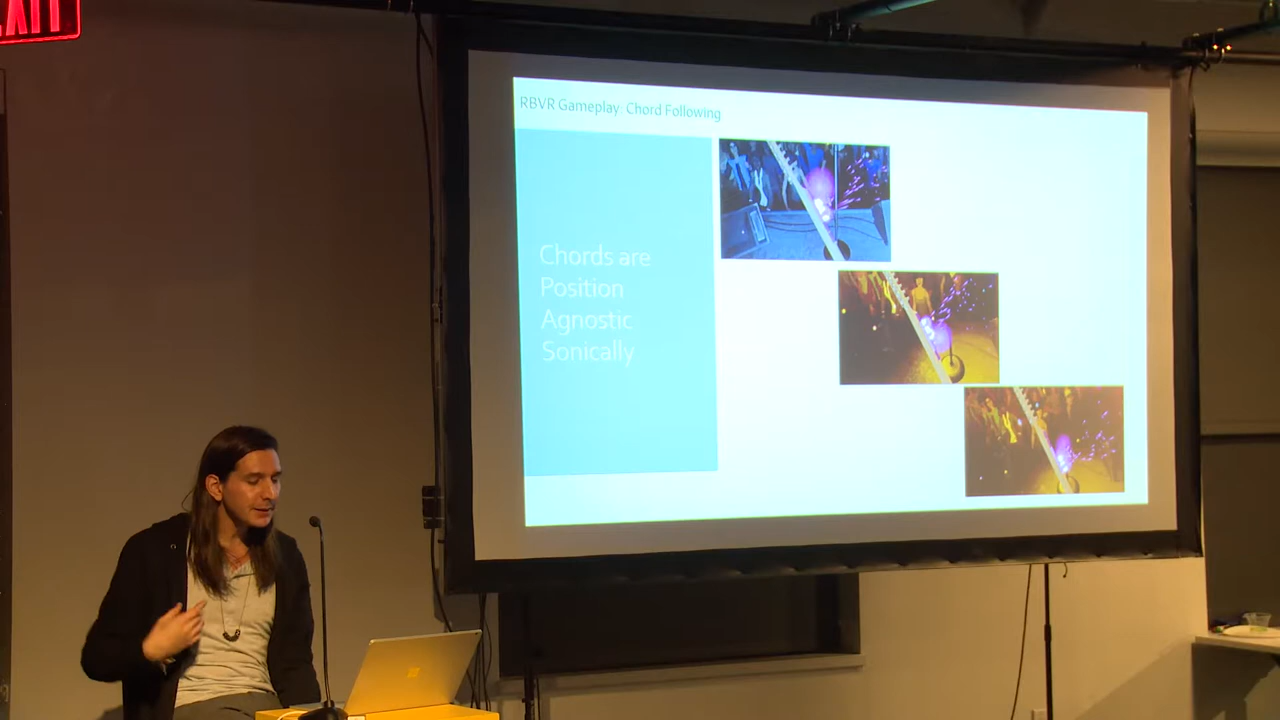 EXIT
RBVR Gameplay: Chord Following
Chords are
Position
Agnostic
Sonically